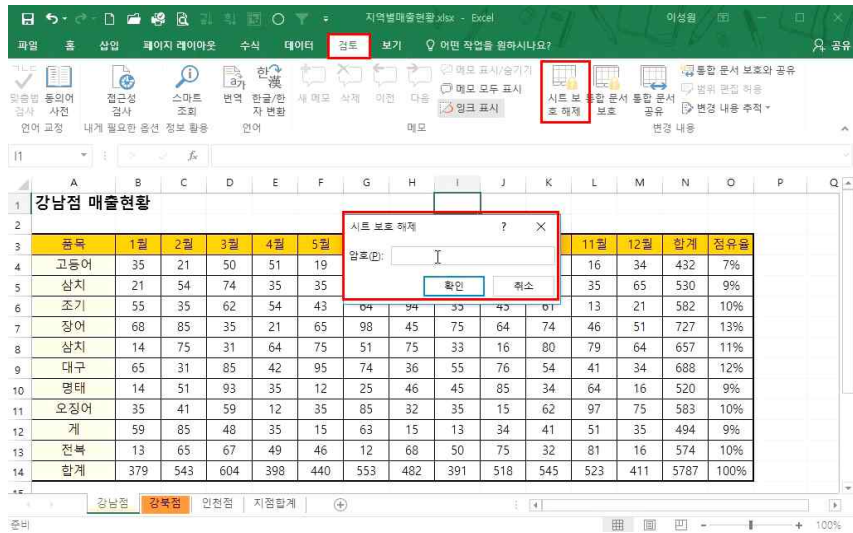 지역별매출현황.xlsx - Excel 이성원
파일 홈 삽입 페이지 레이아웃 수식 데이터 검토 보기 어떤 작업을 원하시나요? 공유
맞춤법 검사 동의어 사전 접근성 검사 스마트 조회 번역 한글/한자 변환 새 메모 삭제 이전 다음 메모 표시/숨기기 메모 모두 표시 잉크 표시 시트 보호 해제 통합 문서 보호 통합 문서 공유 통합 문서 보호와 공유 범위 편집 허용 변경 내용 추적
언어 교정 내게 필요한 옵션 정보 활용 언어 메모 변경 내용
I1 fx
A B C D E F G H I J K L M N O P Q
1 강남점 매출현황
2
시트 보호 해제 ? ×
암호(P):
확인 취소
3 품목 1월 2월 3월 4월 5월 11월 12월 합계 점유율
4 고등어 35 21 50 51 19 16 34 432 7%
5 삼치 21 54 74 35 35 35 65 530 9%
6 조기 55 35 62 54 43 64 94 35 45 61 13 21 582 10%
7 장어 68 85 35 21 65 98 45 75 64 74 46 51 727 13%
8 삼치 14 75 31 64 75 51 75 33 16 80 79 64 657 11%
9 대구 65 31 85 42 95 74 36 55 76 54 41 34 688 12%
10 명태 14 51 93 35 12 25 46 45 85 34 64 16 520 9%
11 오징어 35 41 59 12 35 85 32 35 15 62 97 75 583 10%
12 게 59 85 48 35 15 63 15 13 34 41 51 35 494 9%
13 전복 13 65 67 49 46 12 68 50 75 32 81 16 574 10%
14 합계 379 543 604 398 440 553 482 391 518 545 523 411 5787 100%
강남점 강북점 인천점 지점합계
준비 100%